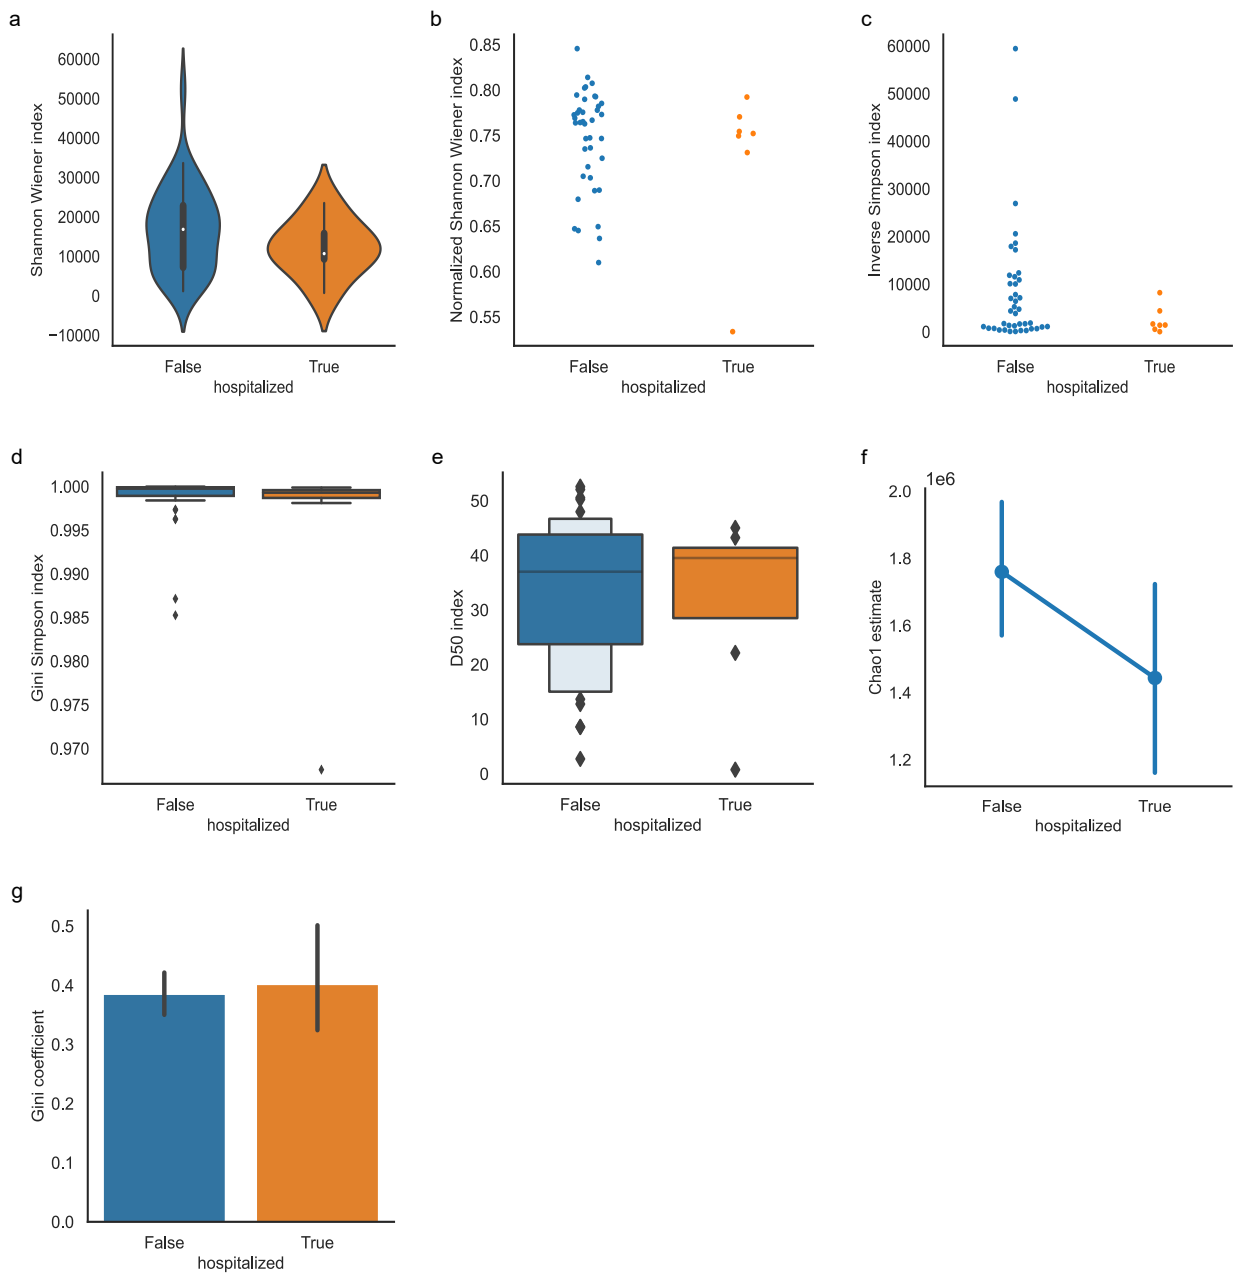 a
Shannon Wiener index
60000
50000
40000
30000
20000
10000
0
−10000
False
True
hospitalized
b
Normalized Shannon Wiener index
0.85
0.80
0.75
0.70
0.65
0.60
0.55
False
True
hospitalized
c
Inverse Simpson index
60000
50000
40000
30000
20000
10000
0
False
True
hospitalized
d
Gini Simpson index
1.000
0.995
0.990
0.985
0.980
0.975
0.970
False
True
hospitalized
e
D50 index
50
40
30
20
10
0
False
True
hospitalized
f
1e6
Chao1 estimate
2.0
1.8
1.6
1.4
1.2
False
True
hospitalized
g
Gini coefficient
0.5
0.4
0.3
0.2
0.1
0.0
False
True
hospitalized